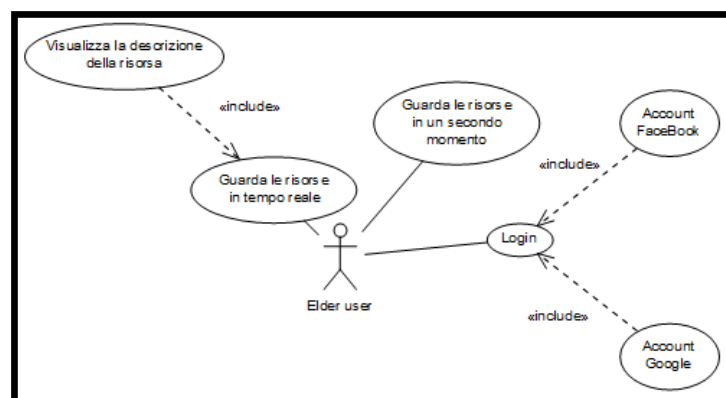 Visualizza la descrizione
della risorsa
«include»
Guarda le risorse
in un secondo
momento
Account
FaceBook
«include»
Guarda le risorse
in tempo reale
Login
Elder user
«include»
Account
Google